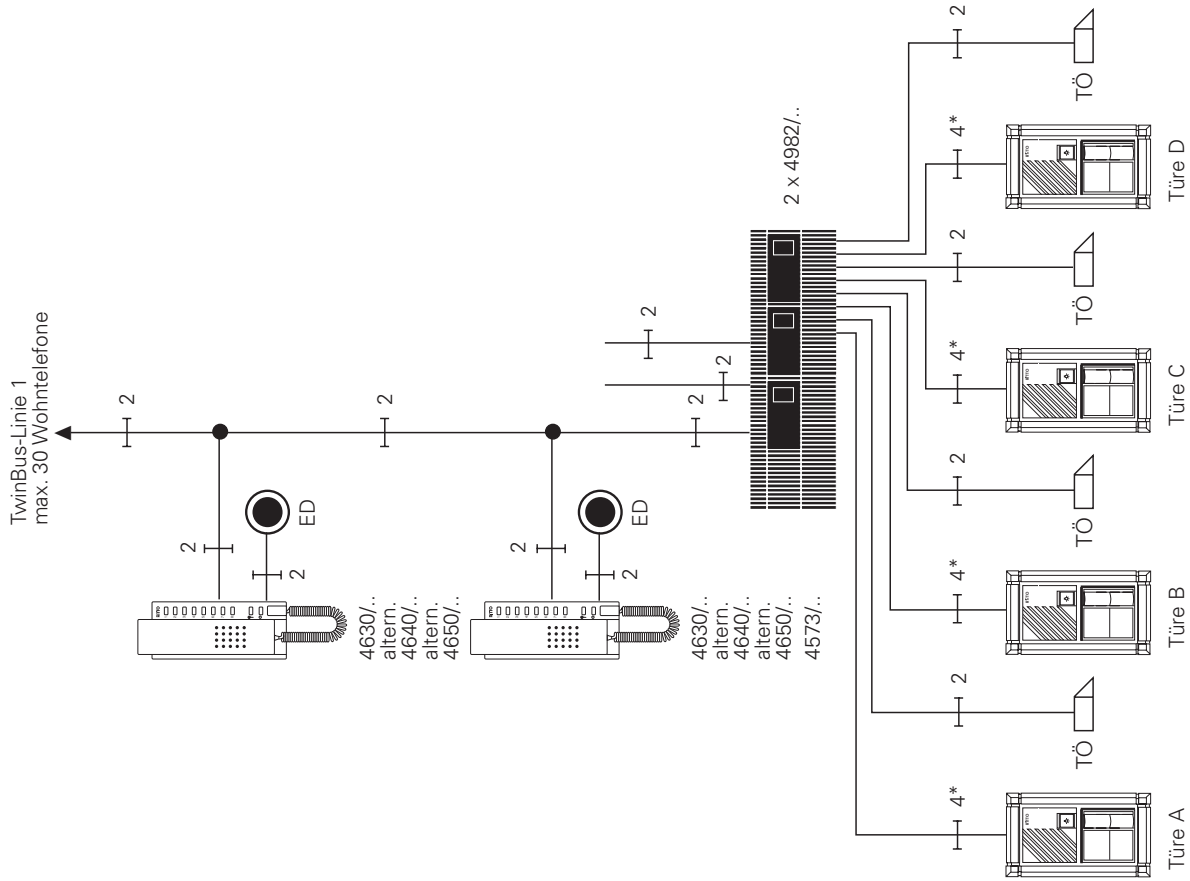 TwinBus-Linie 1
max. 30 Wohntelefone
2
2
ED
2
2
4630/..
altern.
4640/..
altern.
4650/..
2
2
ED
2
2
4630/..
altern.
4640/..
altern.
4650/..
4573/..
2
2
2
2 x 4982/..
4*
2
4*
2
4*
2
4*
2
TÖ
TÖ
TÖ
TÖ
Türe A
Türe B
Türe C
Türe D